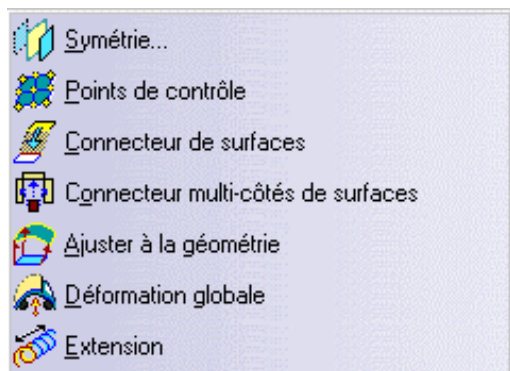 Symétrie...
Points de contrôle
Connecteur de surfaces
Connecteur multi-côtés de surfaces
Ajuster à la géométrie
Déformation globale
Extension